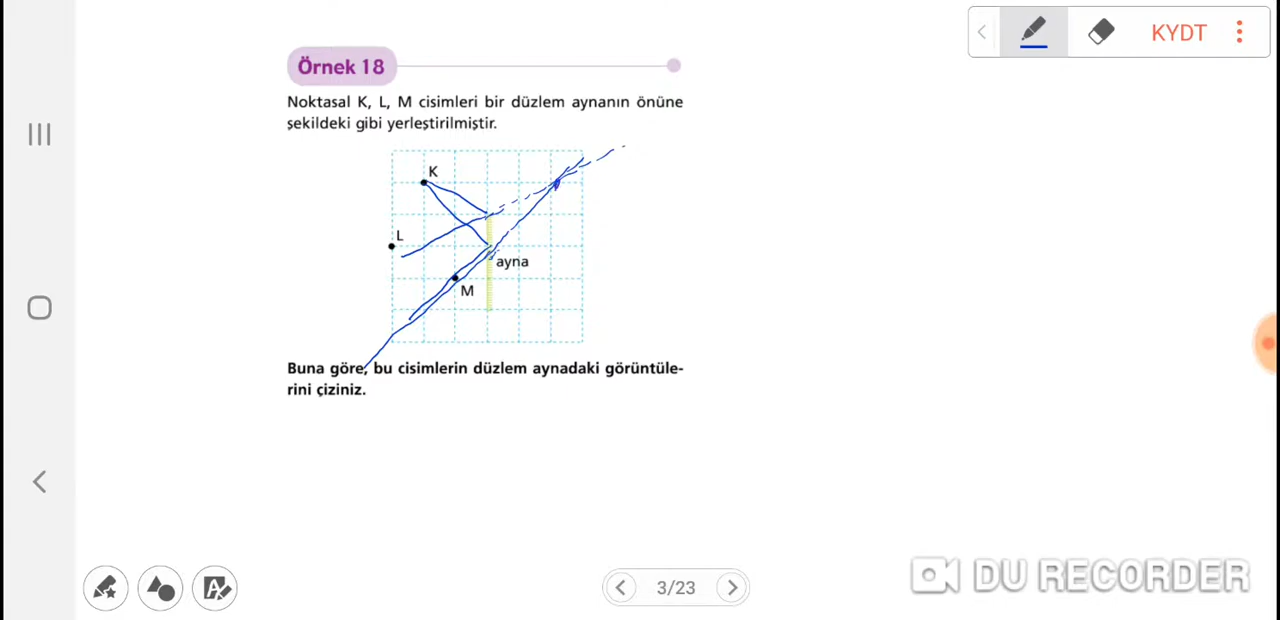 KYDT
Örnek 18
Noktasal K, L, M cisimleri bir düzlem aynanın önüne
şekildeki gibi yerleştirilmiştir.
K
L
ayna
M
Buna göre, bu cisimlerin düzlem aynadaki görüntüle-
rini çiziniz.
3/23
DU RECORDER